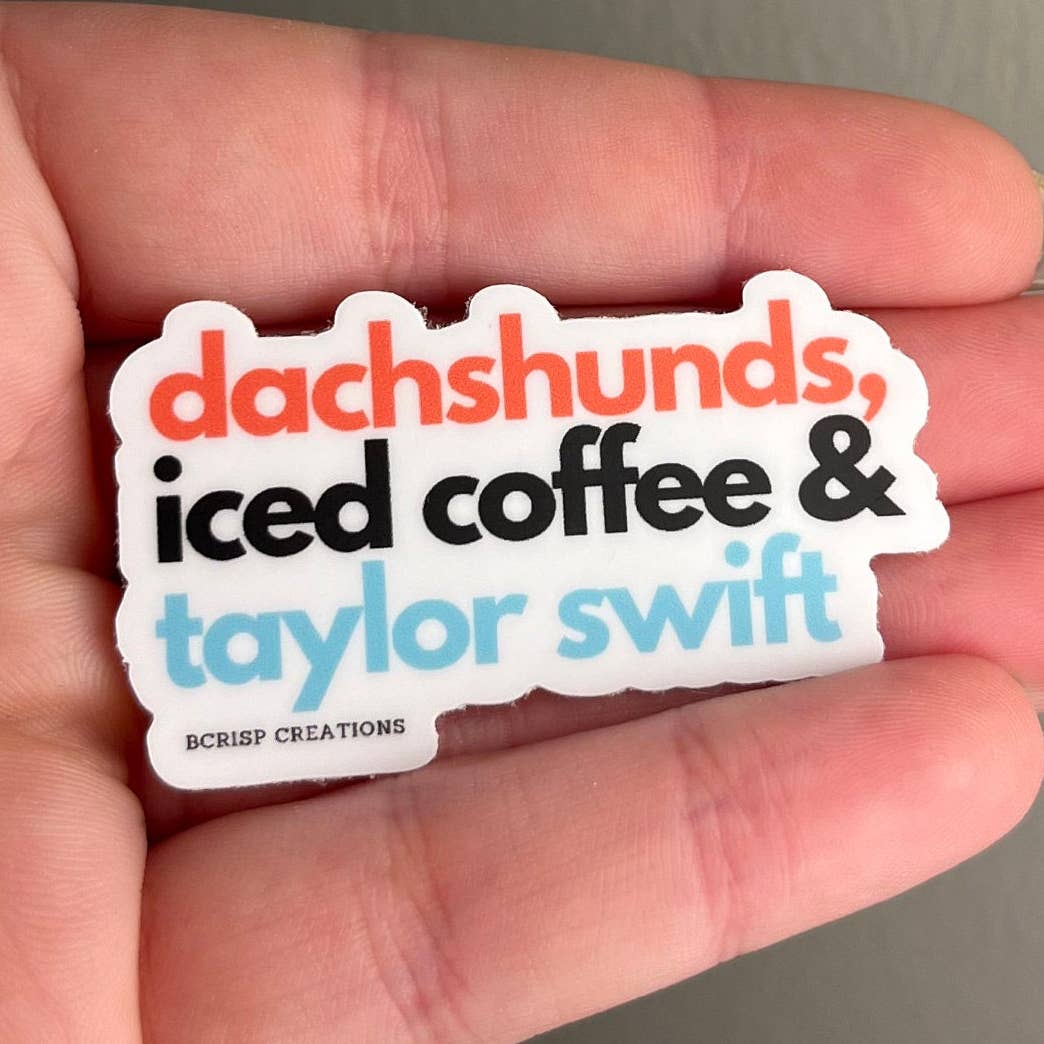 dachshunds,
iced coffee &
taylor swift
BCRISP CREATIONS